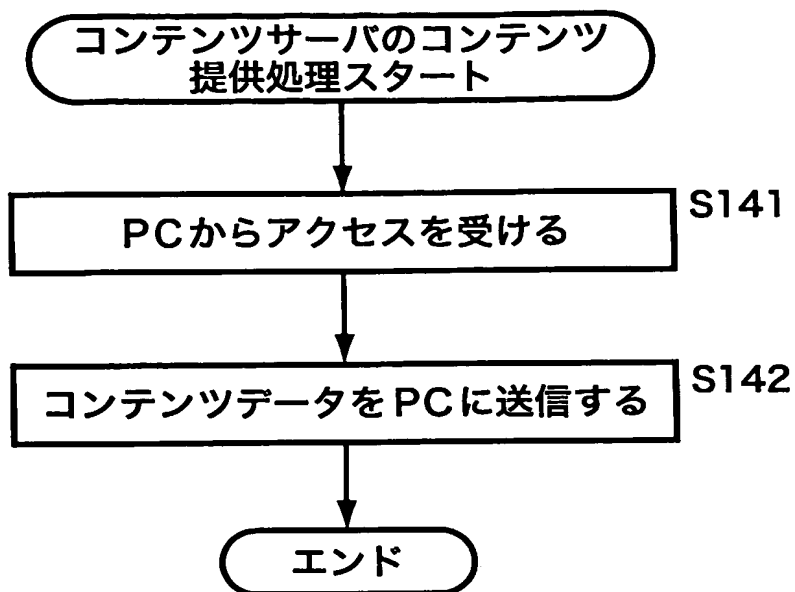 コンテンツサーバのコンテンツ
提供処理スタート
PCからアクセスを受ける
S141
コンテンツデータをPCに送信する
S142
エンド